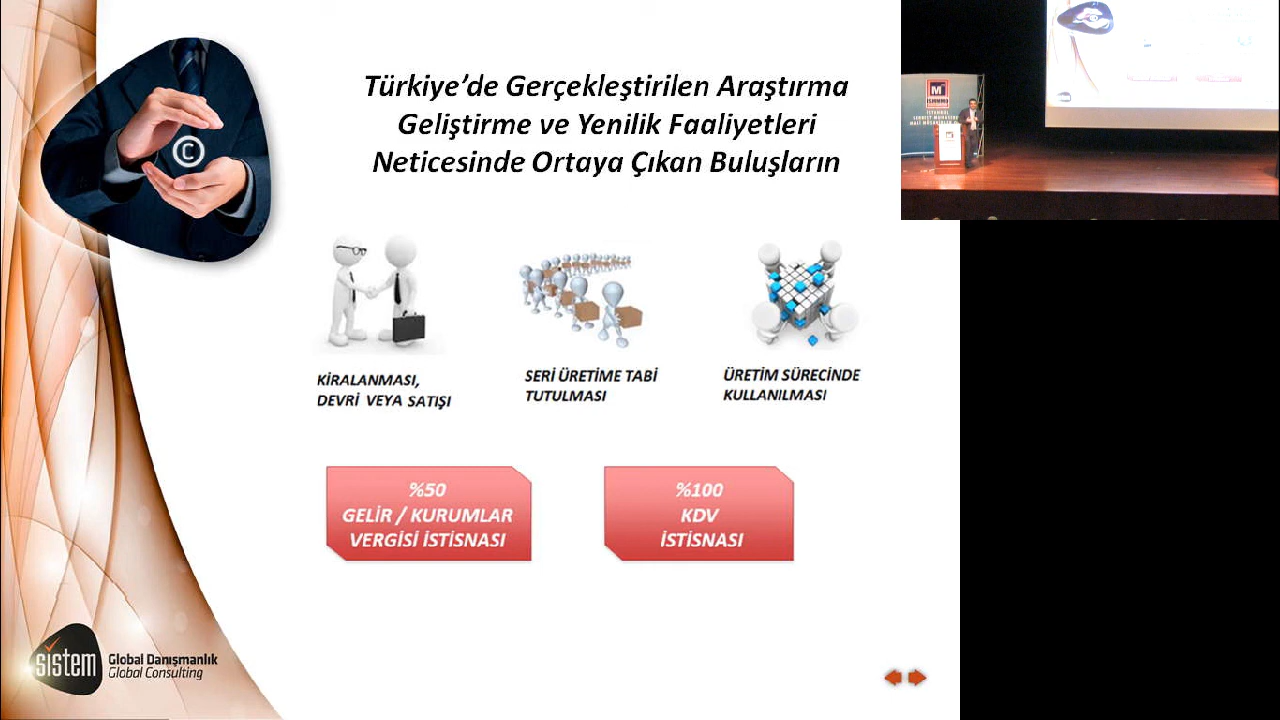 Türkiye'de Gerçekleştirilen Araştırma
Geliştirme ve Yenilik Faaliyetleri
Neticesinde Ortaya Çıkan Buluşların
C
KİRALANMASI,
DEVRİ VEYA SATIŞI
SERİ ÜRETİME TABİ
TUTULMASI
ÜRETİM SÜRECİNDE
KULLANILMASI
%50
GELİR / KURUMLAR
VERGİSİ İSTİSNASI
%100
KDV
İSTİSNASI
sistem
Global Danışmanlık
Global Consulting
M
İSMMMO
İSTANBUL